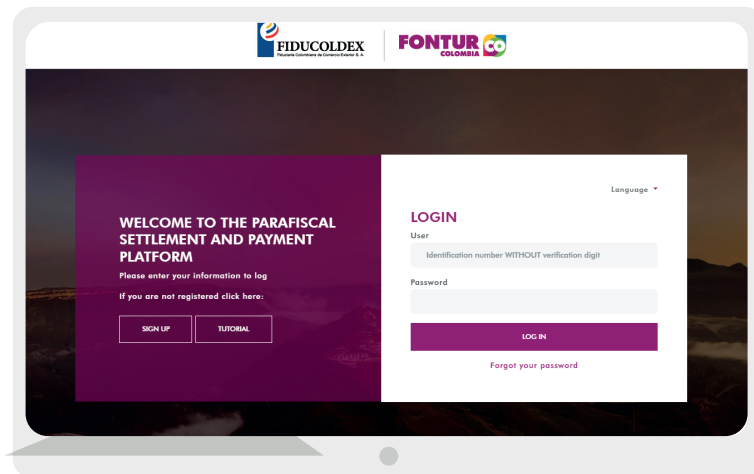 FIDUCOLDEX
Fiduciaria Colombiana de Comercio Exterior S. A.
FONTUR CO
COLOMBIA
WELCOME TO THE PARAFISCAL
SETTLEMENT AND PAYMENT
PLATFORM
Please enter your information to log
If you are not registered click here:
SIGN UP
TUTORIAL
Language
LOGIN
User
Identification number WITHOUT verification digit
Password
LOG IN
Forgot your password